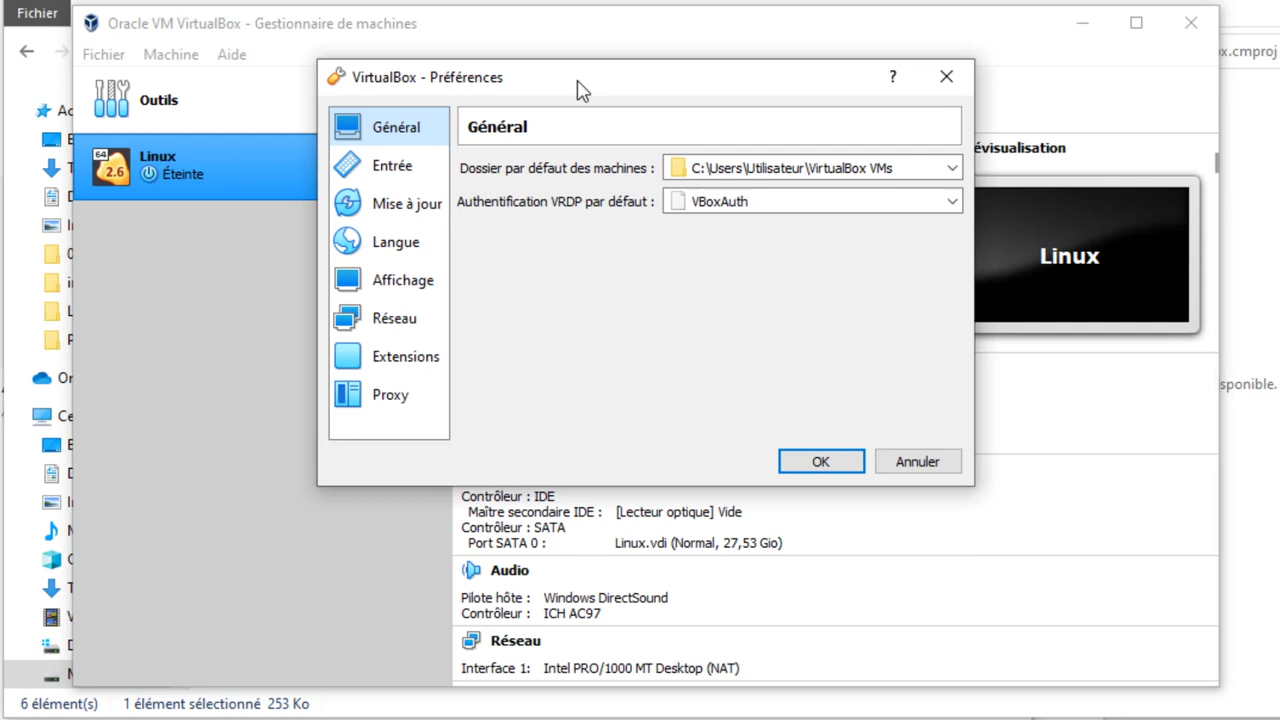 Fichier
Oracle VM VirtualBox - Gestionnaire de machines
x.cmproj
Fichier Machine Aide
VirtualBox - Préférences
?
Outils
Général
Entrée
Mise à jour
Langue
Affichage
Réseau
Extensions
Proxy
Général
Dossier par défaut des machines : C:\Users\Utilisateur\VirtualBox VMs
Authentification VRDP par défaut : VBoxAuth
OK Annuler
64
2.6
Linux
Éteinte
évisualisation
Linux
sponible.
Contrôleur : IDE
Maître secondaire IDE : [Lecteur optique] Vide
Contrôleur : SATA
Port SATA 0 : Linux.vdi (Normal, 27,53 Gio)
Audio
Pilote hôte : Windows DirectSound
Contrôleur : ICH AC97
Réseau
Interface 1: Intel PRO/1000 MT Desktop (NAT)
6 élément(s) 1 élément sélectionné 253 Ko